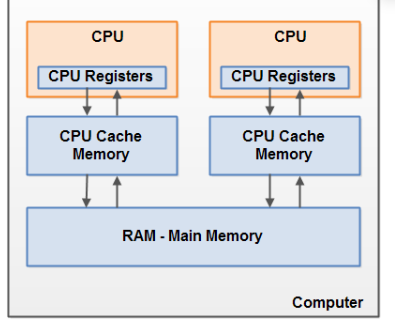 CPU
CPU
CPU Registers
CPU Registers
CPU Cache
Memory
CPU Cache
Memory
RAM - Main Memory
Computer